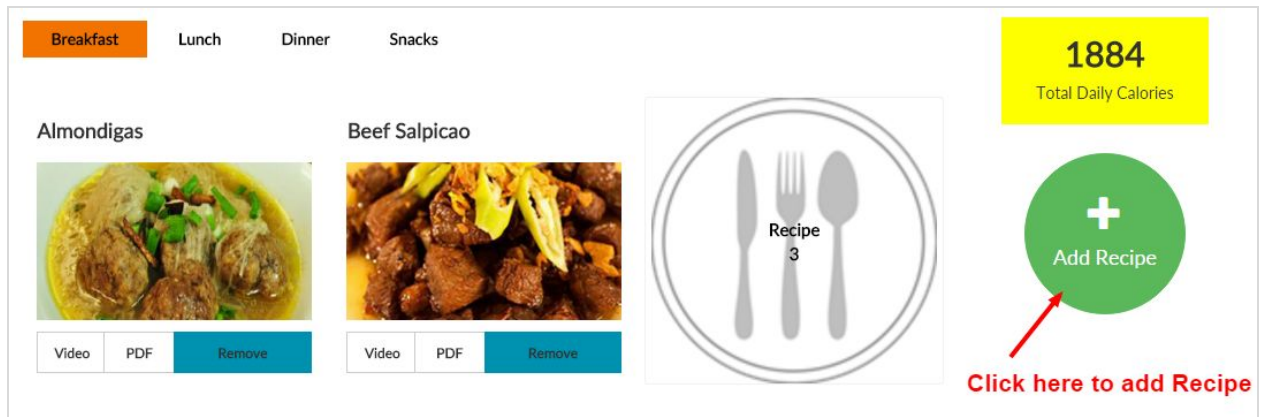 Breakfast
Lunch
Dinner
Snacks
1884
Total Daily Calories
Almondigas
Beef Salpicao
Recipe
3
Add Recipe
Video
PDF
Remove
Video
PDF
Remove
Click here to add Recipe